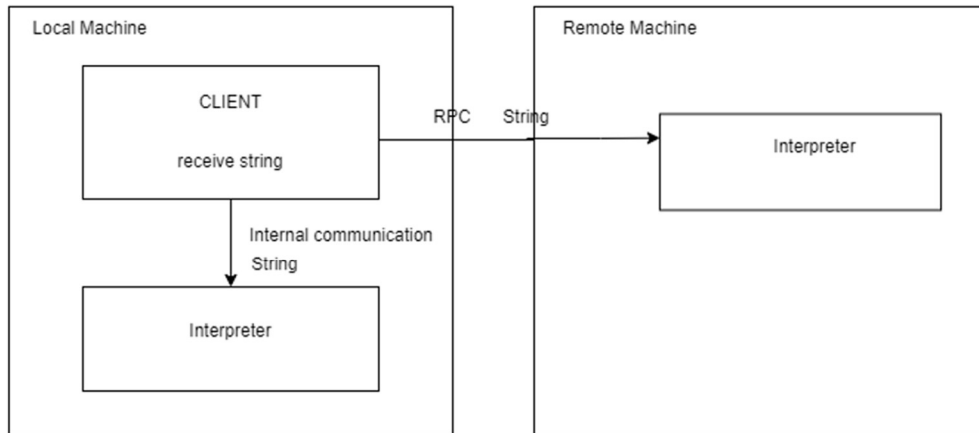 Local Machine
Remote Machine
CLIENT
receive string
RPC String
Interpreter
Internal communication
String
Interpreter